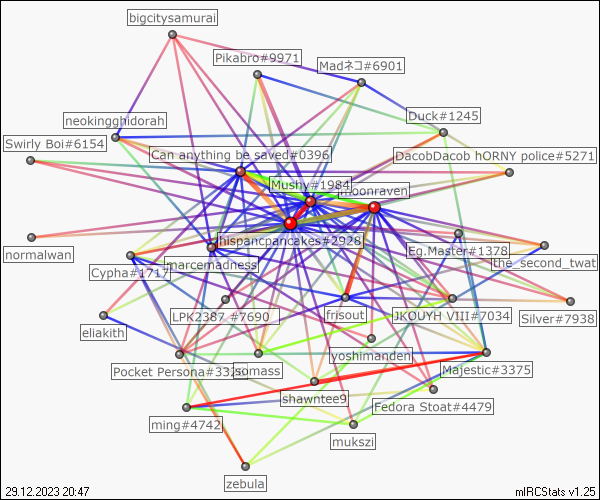 bigcitysamurai
Pikabro#9971
Madネコ#6901
neokingghidorah
Duck#1245
Swirly Boi#6154
Can anything be saved#0396
DacobDacob hORNY police#5271
Mushy#1984
moonraven
normalwan
hispancpancakes#2928
Eg.Master#1378
the_second_twat
Cypha#1717
marcemadness
eliakith
LPK2387 #7690
frisout
JKOUYH VIII#7034
Silver#7938
yoshimanden
Pocket Persona#332
somass
Majestic#3375
shawntee9
Fedora Stoat#4479
ming#4742
mukszi
zebula
29.12.2023 20:47
mIRCStats v1.25